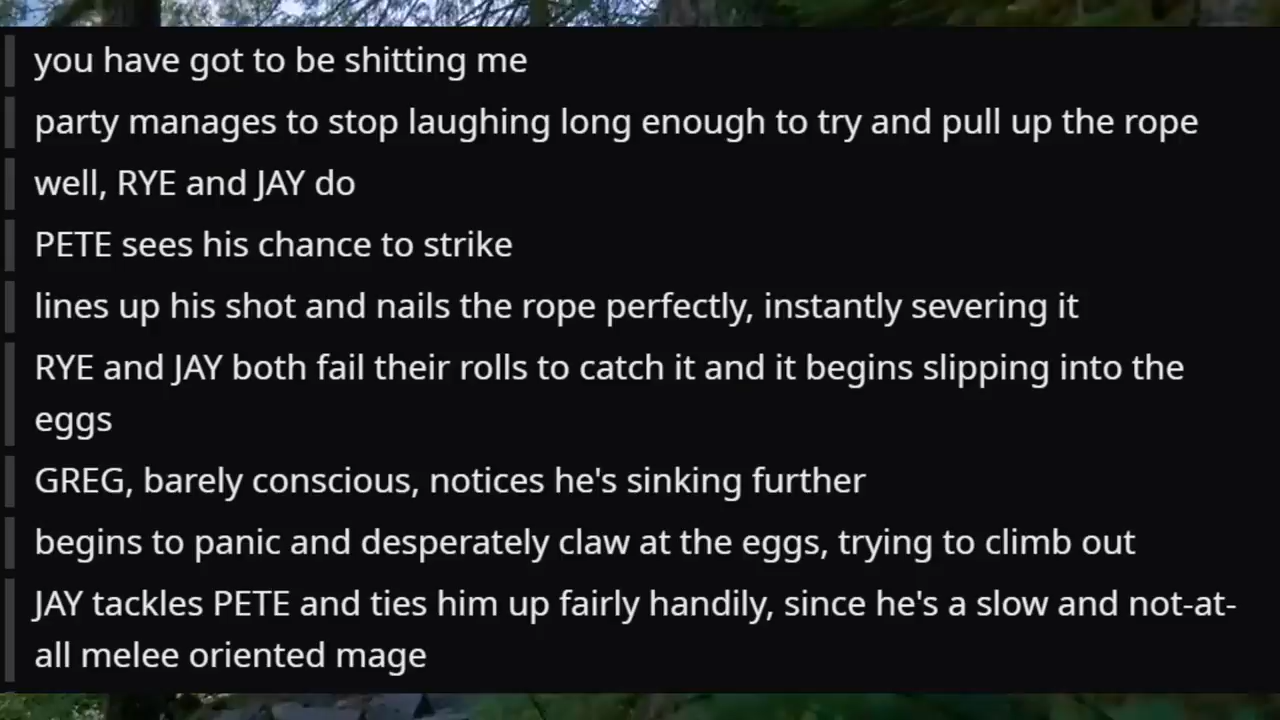 you have got to be shitting me
party manages to stop laughing long enough to try and pull up the rope
well, RYE and JAY do
PETE sees his chance to strike
lines up his shot and nails the rope perfectly, instantly severing it
RYE and JAY both fail their rolls to catch it and it begins slipping into the
eggs
GREG, barely conscious, notices he's sinking further
begins to panic and desperately claw at the eggs, trying to climb out
JAY tackles PETE and ties him up fairly handily, since he's a slow and not-at-
all melee oriented mage